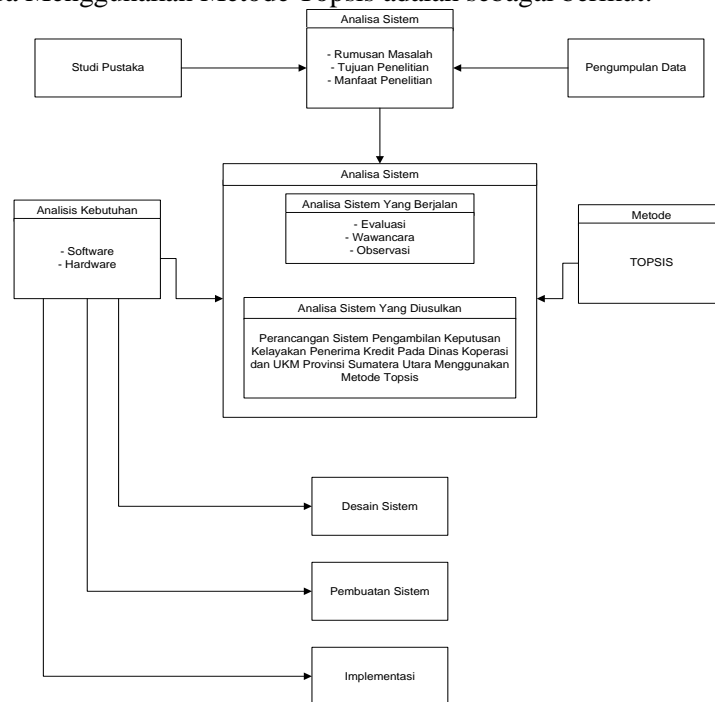 Menggunakan Metode Topsis adalah sebagai berikut:
Analisa Sistem
- Rumusan Masalah
- Tujuan Penelitian
- Manfaat Penelitian
Studi Pustaka
Pengumpulan Data
Analisa Sistem
Analisa Sistem Yang Berjalan
- Evaluasi
- Wawancara
- Observasi
Analisis Kebutuhan
- Software
- Hardware
Metode
TOPSIS
Analisa Sistem Yang Diusulkan
Perancangan Sistem Pengambilan Keputusan
Kelayakan Penerima Kredit Pada Dinas Koperasi
dan UKM Provinsi Sumatera Utara Menggunakan
Metode Topsis
Desain Sistem
Pembuatan Sistem
Implementasi